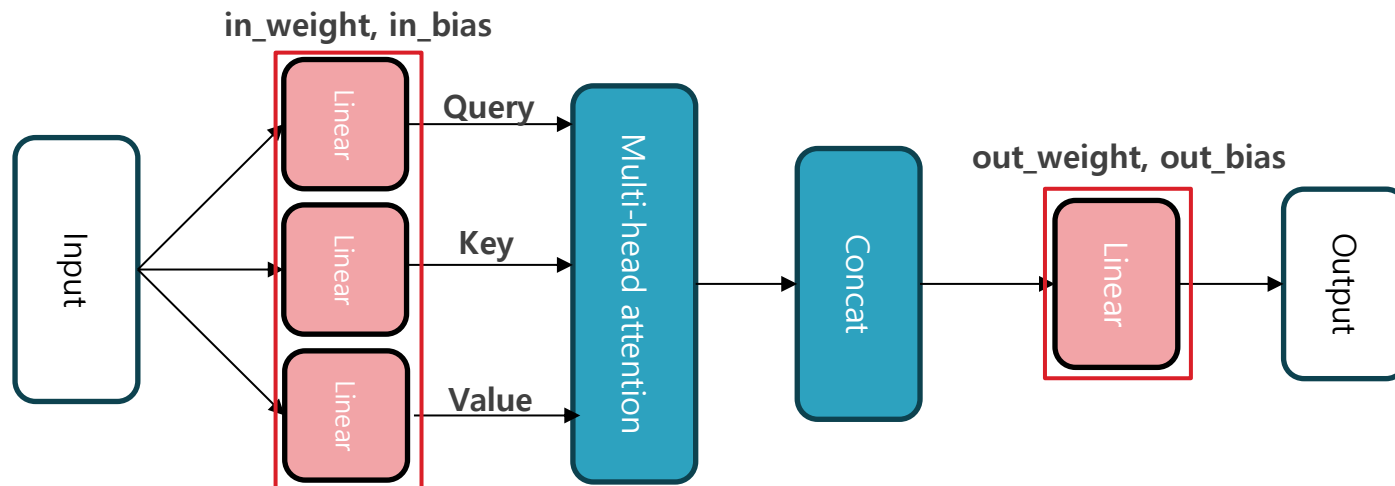 in_weight, in_bias
Input
Linear
Query
Linear
Key
Linear
Value
Multi-head attention
Concat
out_weight, out_bias
Linear
Output